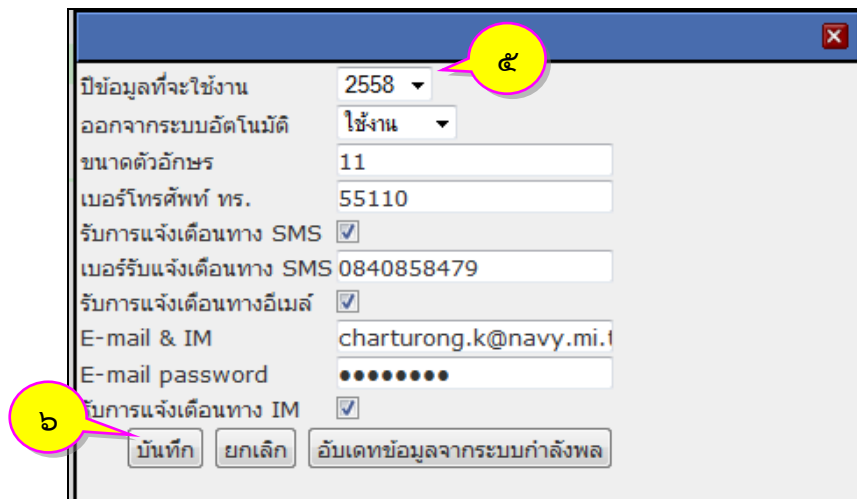 ๕
ปีข้อมูลที่จะใช้งาน 2558
ออกจากระบบอัตโนมัติ ใช้งาน
ขนาดตัวอักษร 11
เบอร์โทรศัพท์ ทร. 55110
รับการแจ้งเตือนทาง SMS
เบอร์รับแจ้งเตือนทาง SMS 0840858479
รับการแจ้งเตือนทางอีเมล์
E-mail & IM charturong.k@navy.mi.t
E-mail password ●●●●●●●●
รับการแจ้งเตือนทาง IM
๖
บันทึก ยกเลิก อับเดทข้อมูลจากระบบกำลังพล